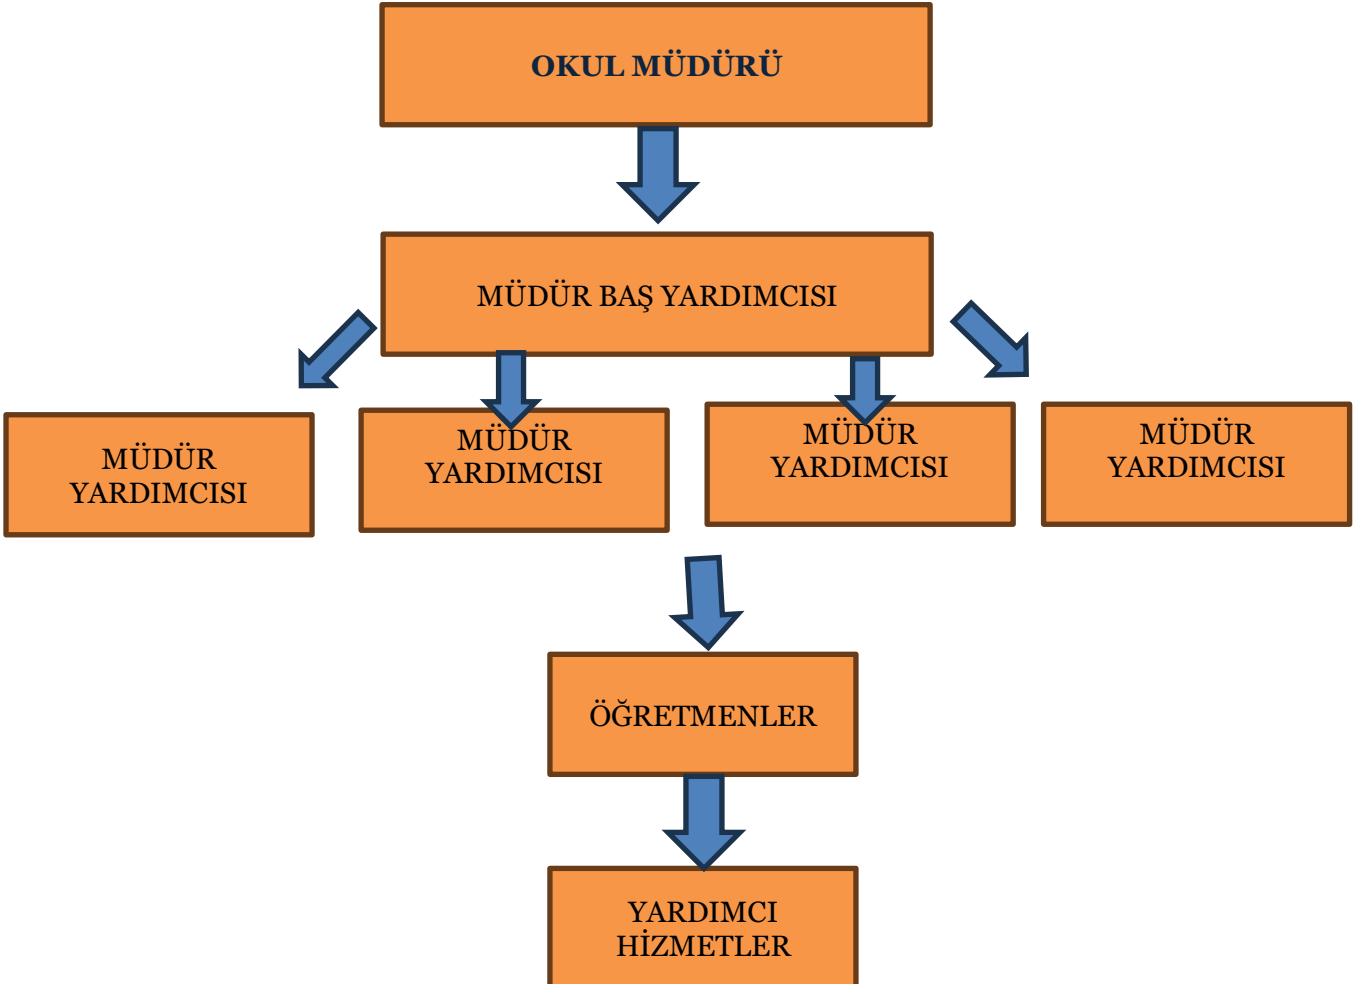 OKUL MÜDÜRÜ
MÜDÜR BAŞ YARDIMCISI
MÜDÜR
YARDIMCISI
MÜDÜR
YARDIMCISI
MÜDÜR
YARDIMCISI
MÜDÜR
YARDIMCISI
ÖĞRETMENLER
YARDIMCI
HİZMETLER